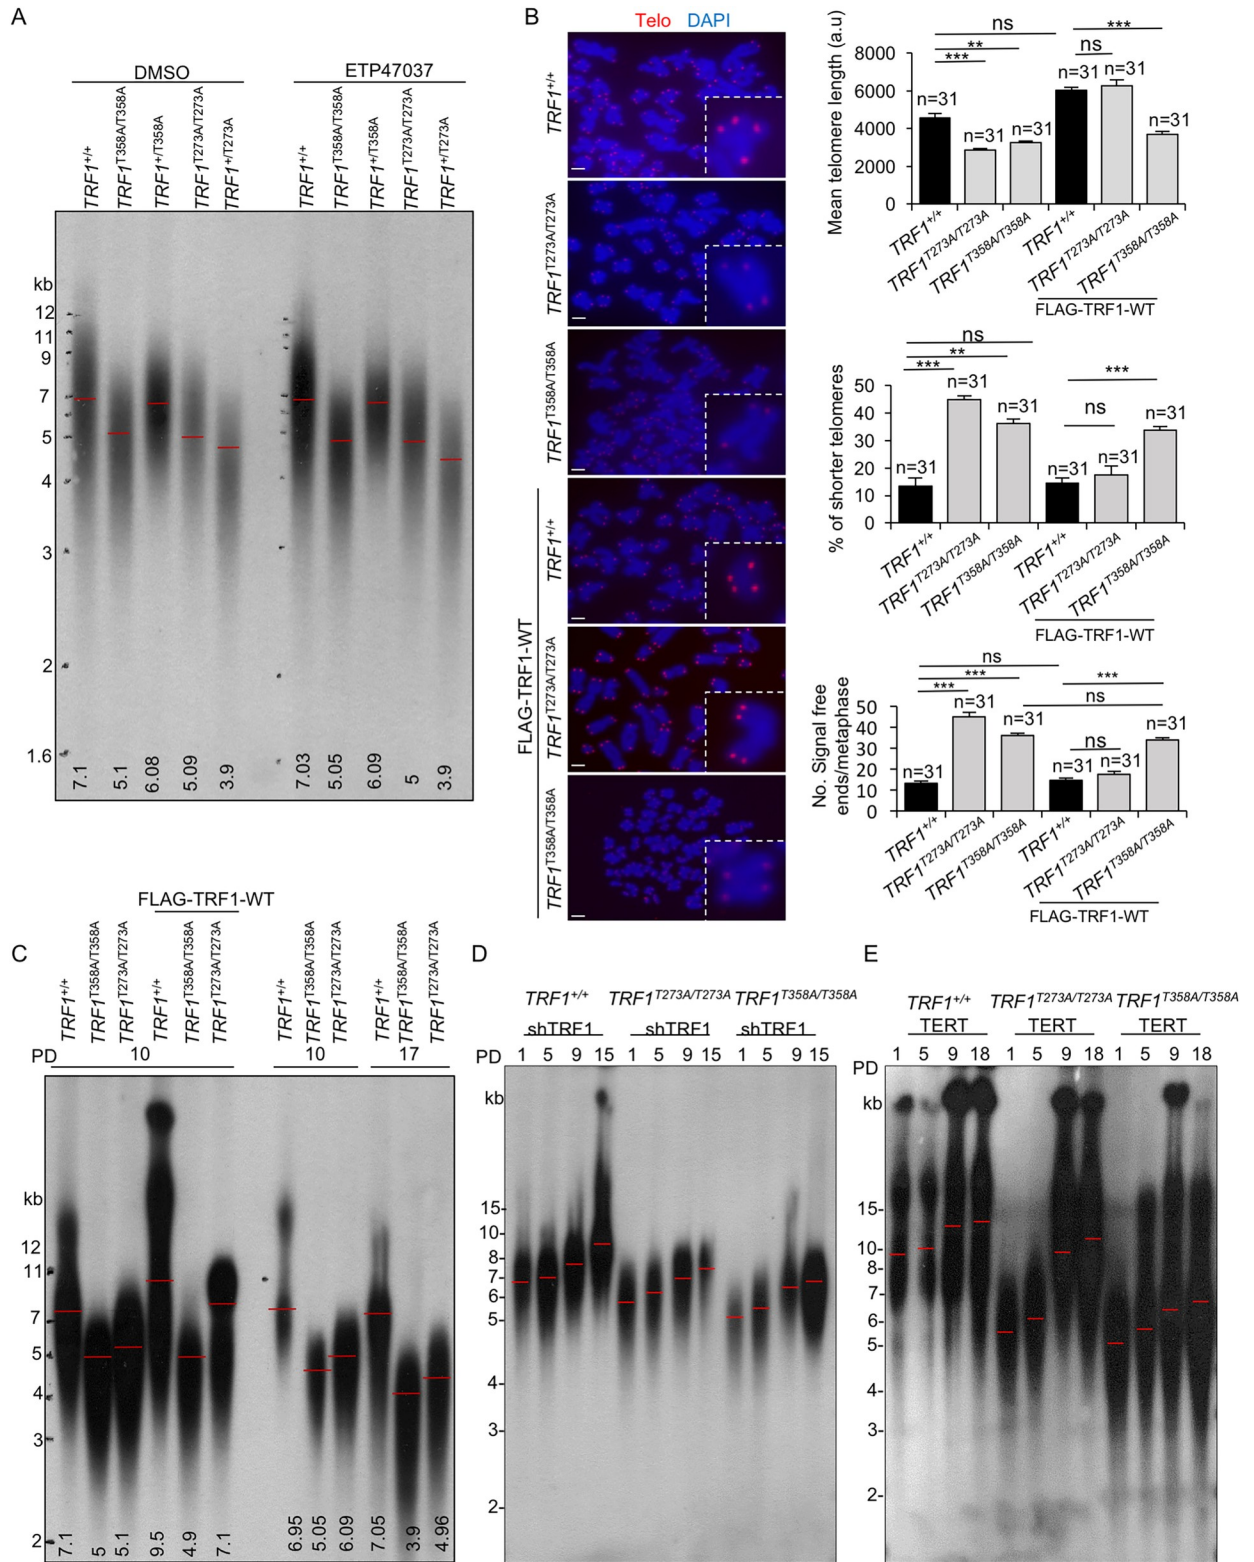 A
DMSO
ETP47037
TRF1+/+
TRF1T358A/T358A
TRF1+/T358A
TRF1T273A/T273A
TRF1+/T273A
TRF1+/+
TRF1T358A/T358A
TRF1+/T358A
TRF1T273A/T273A
TRF1+/T273A
kb
12
11
9
7
5
4
3
2
1.6
7.1
5.1
6.08
5.09
3.9
7.03
5.05
6.09
5
3.9
B
Telo DAPI
TRF1+/+
TRF1T273A/T273A
TRF1T358A/T358A
FLAG-TRF1-WT
TRF1+/+
TRF1T273A/T273A
TRF1T358A/T358A
Mean telomere length (a.u)
8000
6000
4000
2000
0
ns
**
***
***
ns
n=31
n=31
n=31
n=31
n=31
n=31
TRF1+/+
TRF1T273A/T273A
TRF1T358A/T358A
TRF1+/+
TRF1T273A/T273A
TRF1T358A/T358A
FLAG-TRF1-WT
% of shorter telomeres
50
40
30
20
10
0
ns
**
***
***
ns
n=31
n=31
n=31
n=31
n=31
n=31
TRF1+/+
TRF1T273A/T273A
TRF1T358A/T358A
TRF1+/+
TRF1T273A/T273A
TRF1T358A/T358A
FLAG-TRF1-WT
No. Signal free
ends/metaphase
50
40
30
20
10
0
ns
***
***
***
ns
ns
n=31
n=31
n=31
n=31
n=31
n=31
TRF1+/+
TRF1T273A/T273A
TRF1T358A/T358A
TRF1+/+
TRF1T273A/T273A
TRF1T358A/T358A
FLAG-TRF1-WT
C
FLAG-TRF1-WT
TRF1+/+
TRF1T358A/T358A
TRF1T273A/T273A
TRF1+/+
TRF1T358A/T358A
TRF1T273A/T273A
TRF1+/+
TRF1T358A/T358A
TRF1T273A/T273A
TRF1+/+
TRF1T358A/T358A
TRF1T273A/T273A
PD 10 10 17
kb
12
11
7
5
4
3
2
7.1
5
5.1
9.5
4.9
7.1
6.95
5.05
6.09
7.05
3.9
4.96
D
TRF1+/+ TRF1T273A/T273A TRF1T358A/T358A
shTRF1 shTRF1 shTRF1
PD 1 5 9 15 1 5 9 15 1 5 9 15
kb
15-
10-
8-
7-
6-
5-
4-
3-
2-
E
TRF1+/+ TRF1T273A/T273A TRF1T358A/T358A
TERT TERT TERT
PD 1 5 9 18 1 5 9 18 1 5 9 18
kb
15-
10-
8-
7-
6-
5-
4-
3-
2-